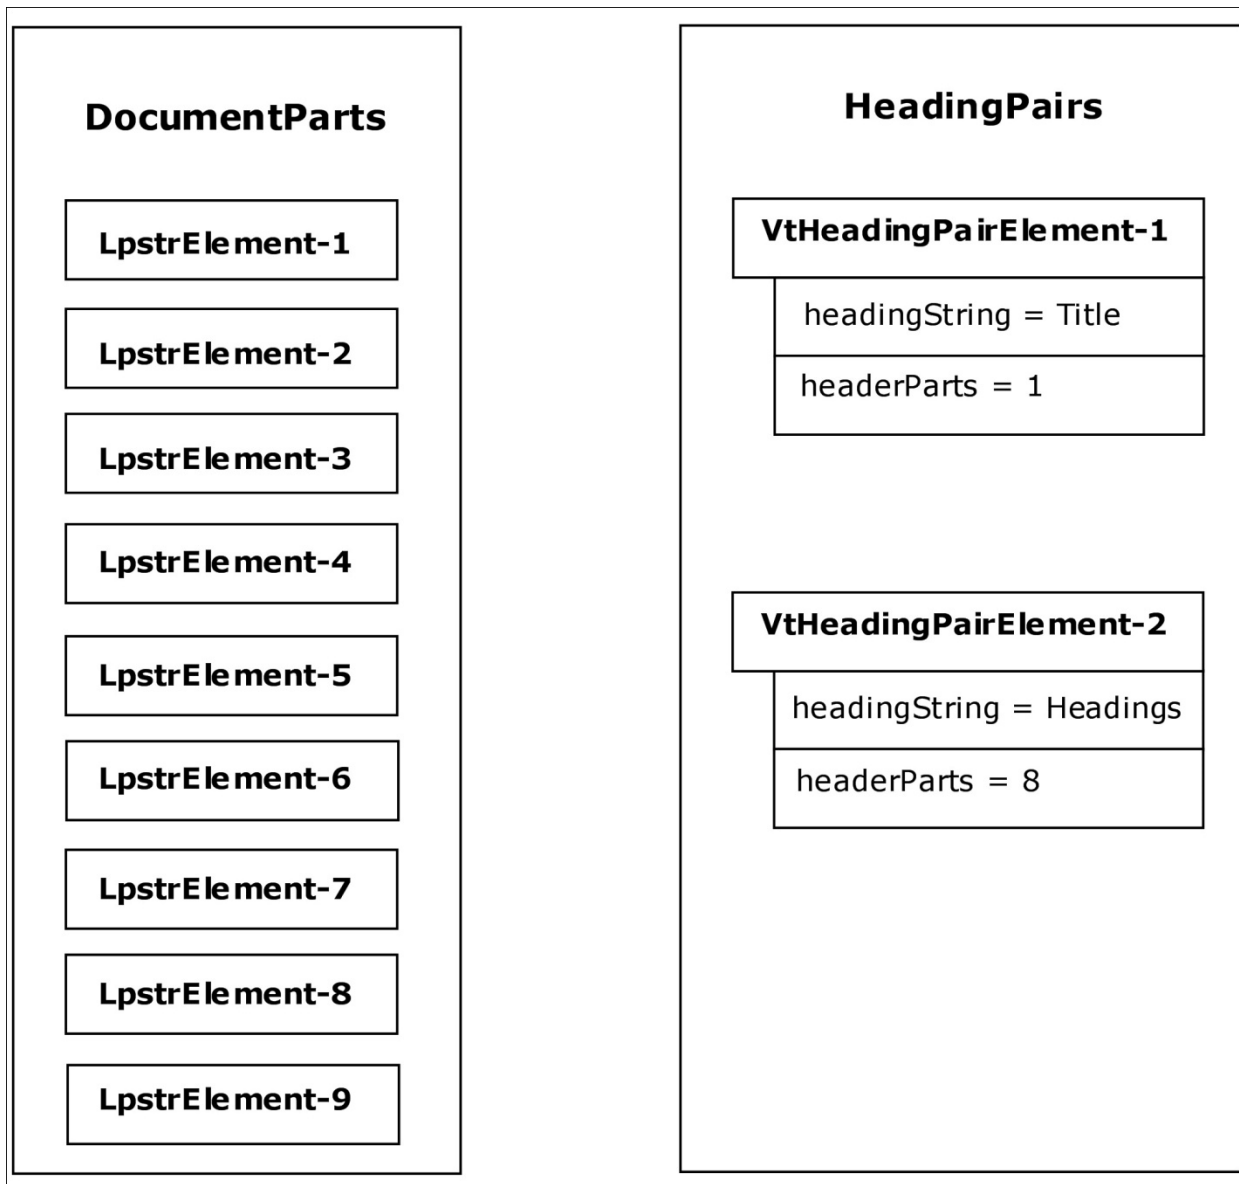 DocumentParts
LpstrElement-1
LpstrElement-2
LpstrElement-3
LpstrElement-4
LpstrElement-5
LpstrElement-6
LpstrElement-7
LpstrElement-8
LpstrElement-9
HeadingPairs
VtHeadingPairElement-1
headingString = Title
headerParts = 1
VtHeadingPairElement-2
headingString = Headings
headerParts = 8